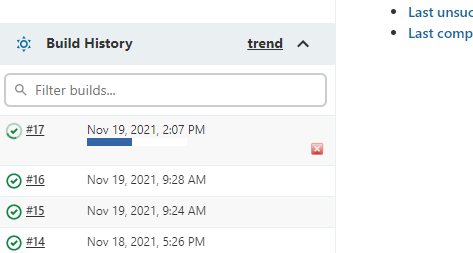 Last unsuc
Last comp
Build History trend
Filter builds...
#17 Nov 19, 2021, 2:07 PM
#16 Nov 19, 2021, 9:28 AM
#15 Nov 19, 2021, 9:24 AM
#14 Nov 18, 2021, 5:26 PM